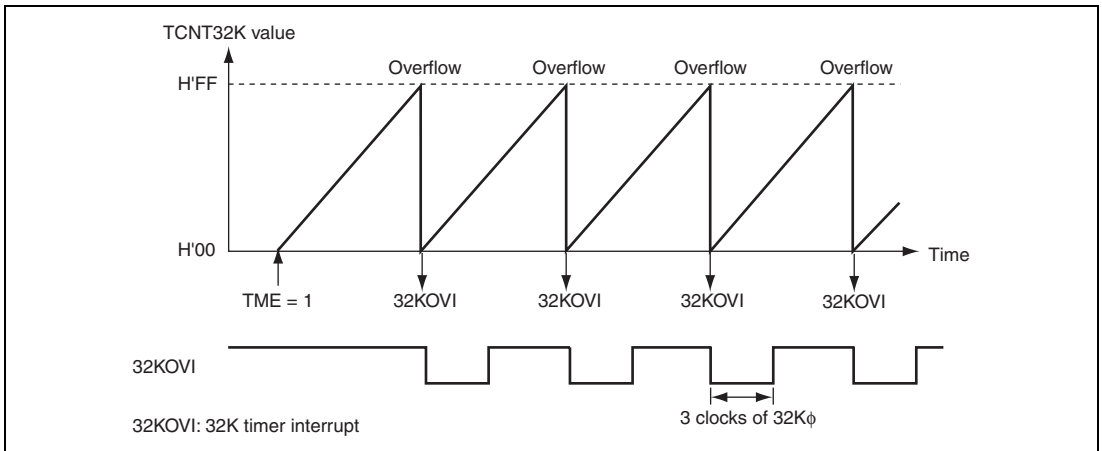 TCNT32K value
H'FF
Overflow Overflow Overflow Overflow
H'00
Time
TME = 1 32KOVI 32KOVI 32KOVI 32KOVI
32KOVI
3 clocks of 32Kϕ
32KOVI: 32K timer interrupt